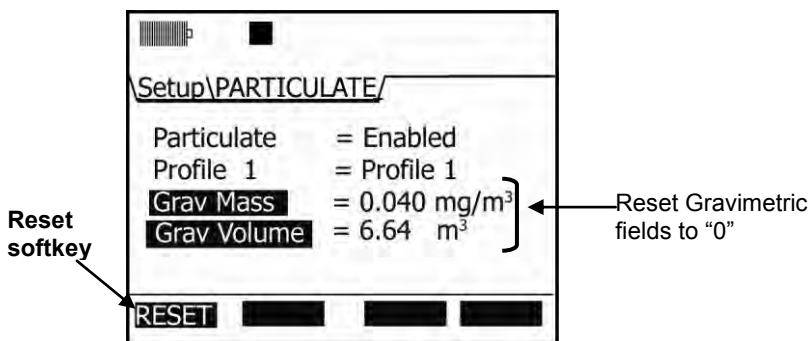 \Setup\PARTICULATE/
Particulate = Enabled
Profile 1 = Profile 1
Grav Mass = 0.040 mg/m³
Grav Volume = 6.64 m³
RESET
Reset
softkey
Reset Gravimetric
fields to “0”